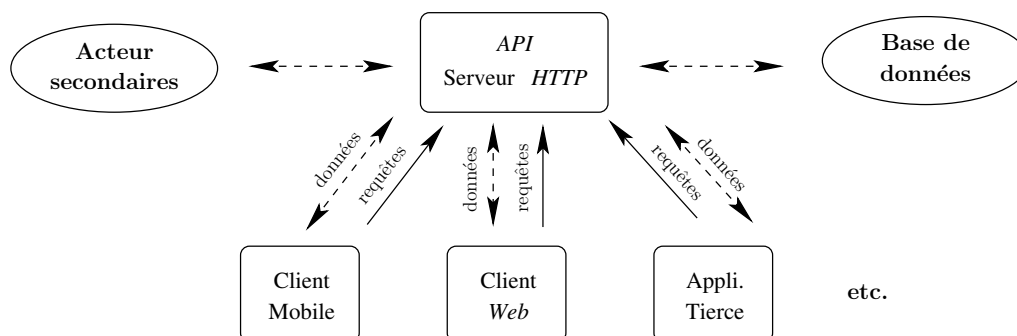 Acteur
secondaires
API
Serveur HTTP
Base de
données
données
requêtes
données
requêtes
requêtes
données
Client
Mobile
Client
Web
Appli.
Tierce
etc.